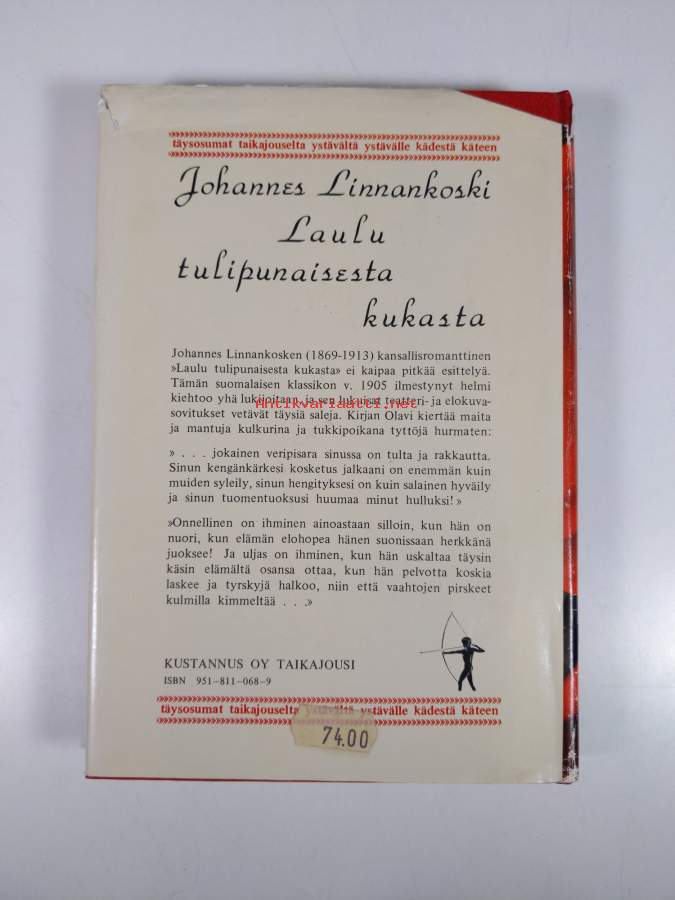 täysosumat taikajouselta ystävältä ystävälle kädestä käteen
Johannes Linnankoski
Laulu
tulipunaisesta
kukasta
Johannes Linnankosken (1869-1913) kansallisromanttinen
»Laulu tulipunaisesta kukasta» ei kaipaa pitkää esittelyä.
Tämän suomalaisen klassikon v. 1905 ilmestynyt helmi
kiehtoo yhä lukijoitaan, ja sen lukuisat teatteri- ja elokuva-
sovitukset vetävät täysiä saleja. Kirjan Olavi kiertää maita
ja mantuja kulkurina ja tukkipoikana tyttöjä hurmaten:
» . . . jokainen veripisara sinussa on tulta ja rakkautta.
Sinun kengänkärkesi kosketus jalkaani on enemmän kuin
muiden syleily, sinun hengityksesi on kuin salainen hyväily
ja sinun tuomentuoksusi huumaa minut hulluksi! »
»Onnellinen on ihminen ainoastaan silloin, kun hän on
nuori, kun elämän elohopea hänen suonissaan herkkänä
juoksee! Ja uljas on ihminen, kun hän uskaltaa täysin
käsin elämältä osansa ottaa, kun hän pelvotta koskia
laskee ja tyrskyjä halkoo, niin että vaahtojen pirskeet
kulmilla kimmeltää . . .»
KUSTANNUS OY TAIKAJOUSI
ISBN 951-811-068-9
täysosumat taikajouselta ystävältä ystävälle kädestä käteen
74.00
Antikvariaatti.net